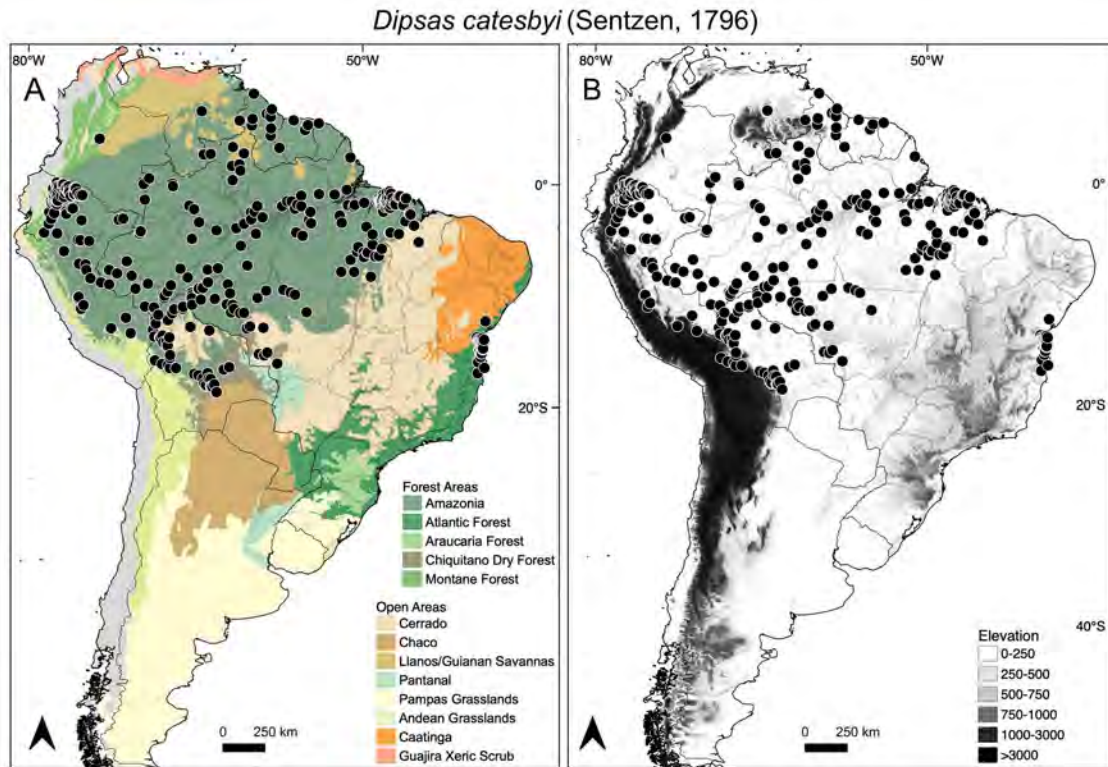 Dipsas catesbyi (Sentzen, 1796)
80°W
50°W
A
0°
20°S
Forest Areas
Amazonia
Atlantic Forest
Araucaria Forest
Chiquitano Dry Forest
Montane Forest
Open Areas
Cerrado
Chaco
Llanos/Guianan Savannas
Pantanal
Pampas Grasslands
Andean Grasslands
Caatinga
Guajira Xeric Scrub
0 250 km
80°W
50°W
B
0°
20°S
40°S
Elevation
0-250
250-500
500-750
750-1000
1000-3000
>3000
0 250 km